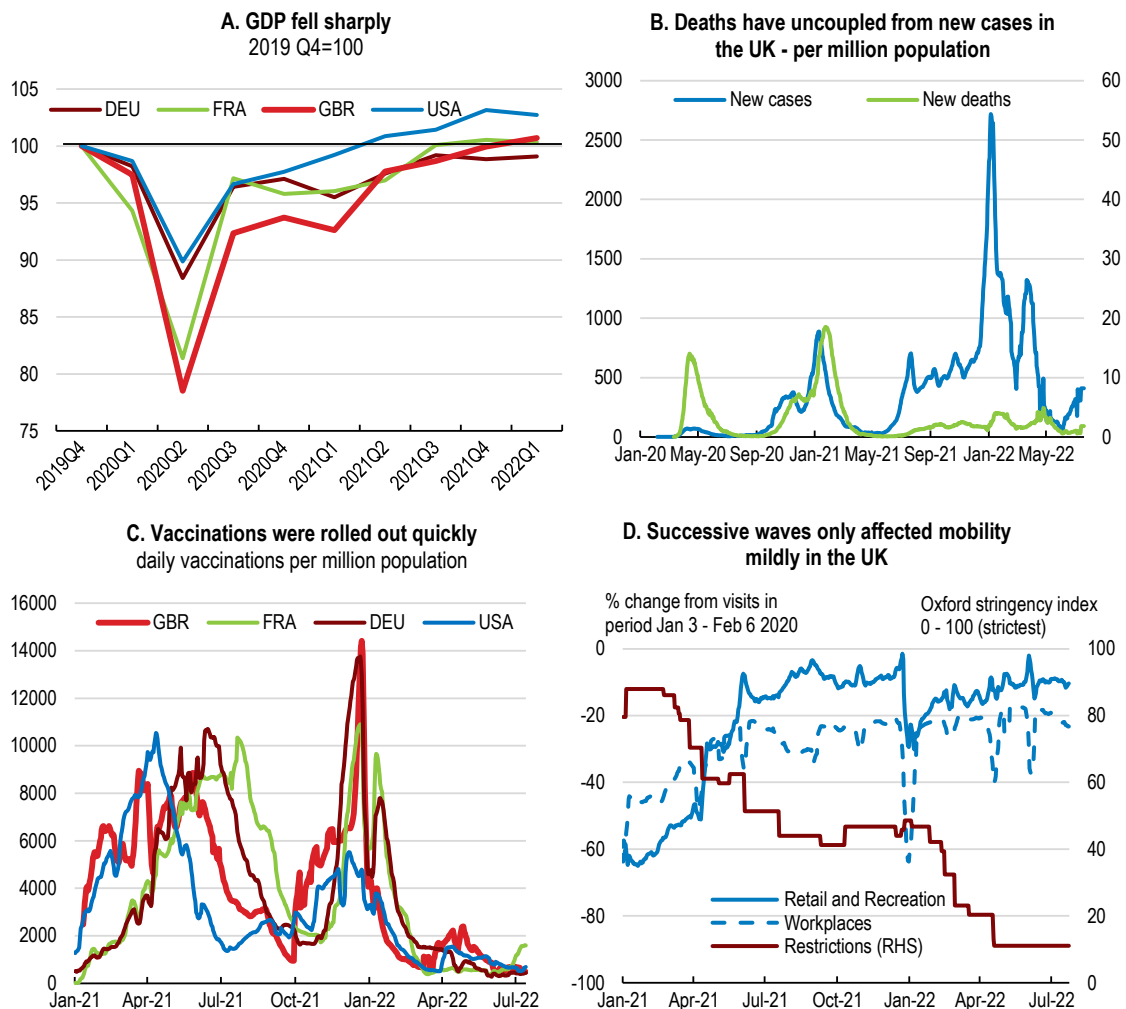 A. GDP fell sharply
2019 Q4=100
105
100
95
90
85
80
75
DEU FRA GBR USA
2019Q4 2020Q1 2020Q2 2020Q3 2020Q4 2021Q1 2021Q2 2021Q3 2021Q4 2022Q1
B. Deaths have uncoupled from new cases in
the UK - per million population
3000 60
2500 50
2000 40
1500 30
1000 20
500 10
0 0
New cases New deaths
Jan-20 May-20 Sep-20 Jan-21 May-21 Sep-21 Jan-22 May-22
C. Vaccinations were rolled out quickly
daily vaccinations per million population
16000
14000
12000
10000
8000
6000
4000
2000
0
GBR FRA DEU USA
Jan-21 Apr-21 Jul-21 Oct-21 Jan-22 Apr-22 Jul-22
D. Successive waves only affected mobility
mildly in the UK
% change from visits in
period Jan 3 - Feb 6 2020
Oxford stringency index
0 - 100 (strictest)
0 100
-20 80
-40 60
-60 40
-80 20
-100 0
Retail and Recreation
Workplaces
Restrictions (RHS)
Jan-21 Apr-21 Jul-21 Oct-21 Jan-22 Apr-22 Jul-22